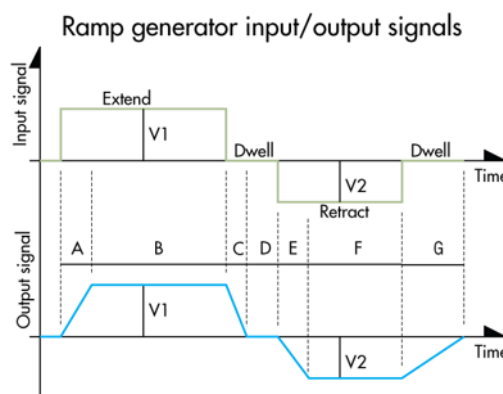 Ramp generator input/output signals
Input signal
Extend
V1
Dwell
Dwell
V2
Time
Retract
A B C D E F G
Output signal
V1
V2
Time